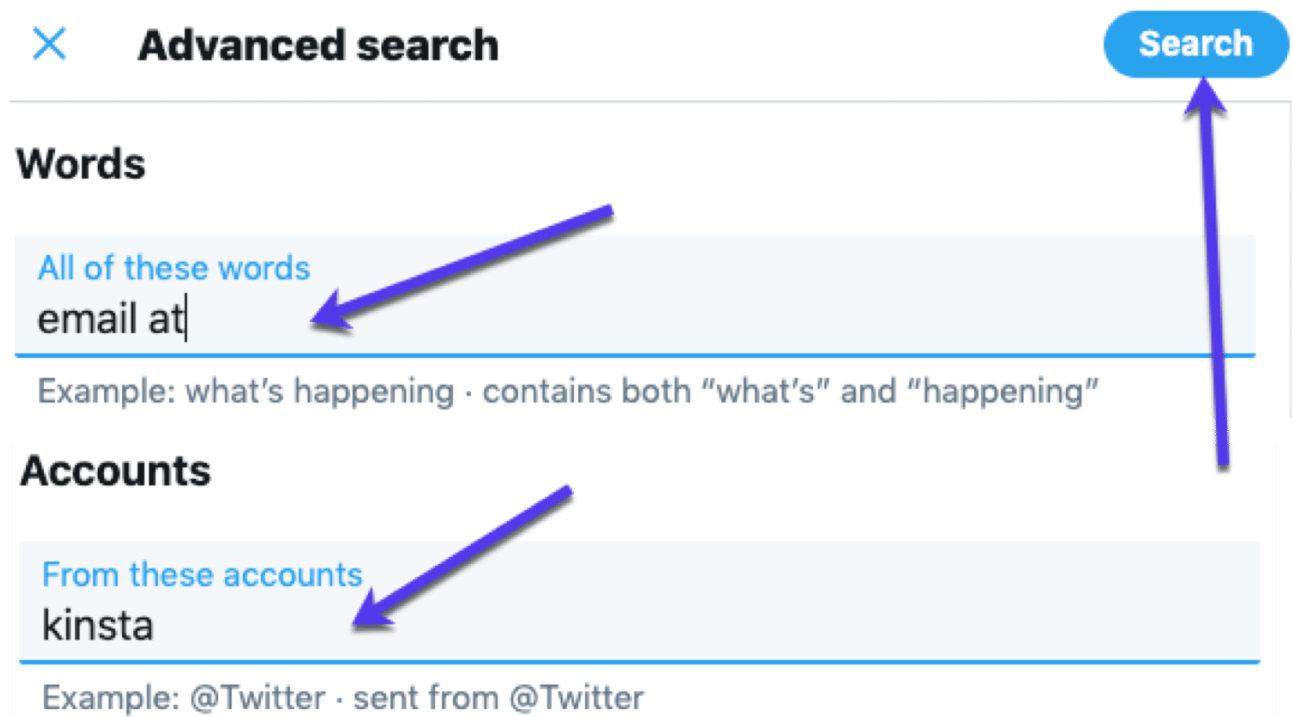 Advanced search
Search
Words
All of these words
email at
Example: what’s happening · contains both “what’s” and “happening”
Accounts
From these accounts
kinsta
Example: @Twitter · sent from @Twitter